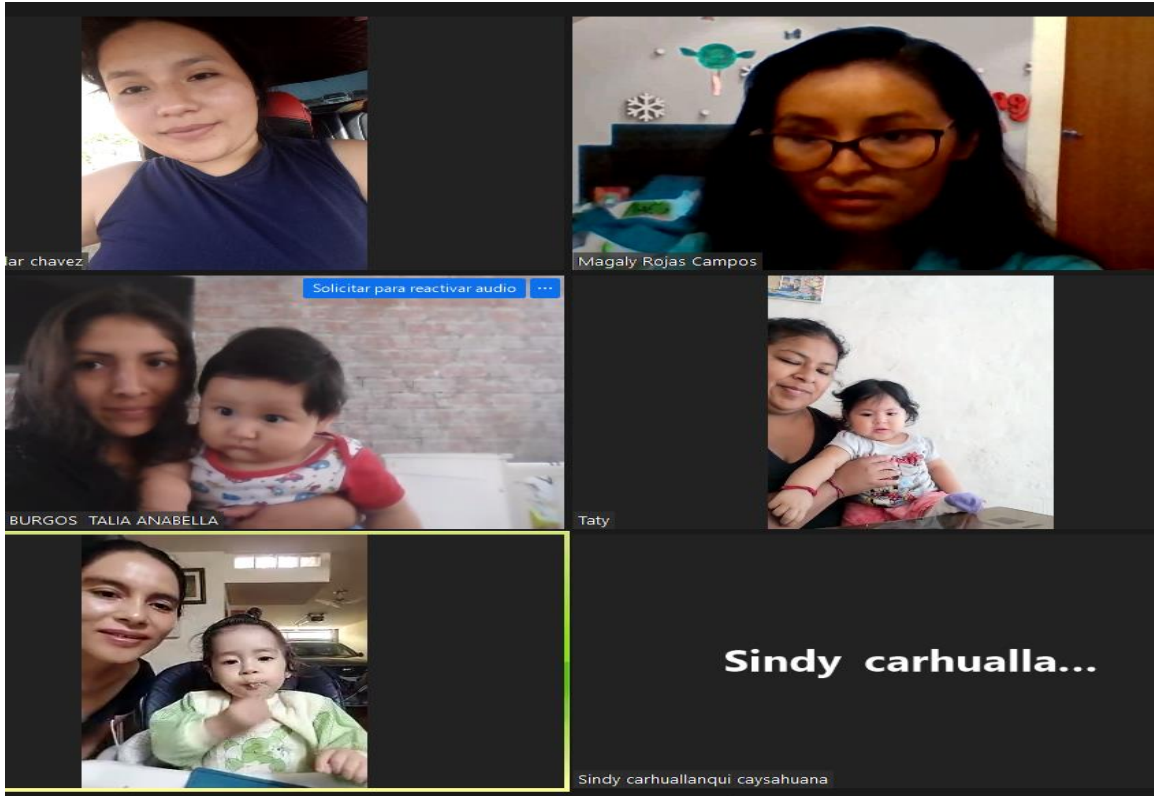 lar chavez
Magaly Rojas Campos
Solicitar para reactivar audio ...
BURGOS TALIA ANABELLA
Taty
Sindy carhualla...
Sindy carhuallanqui caysahuana